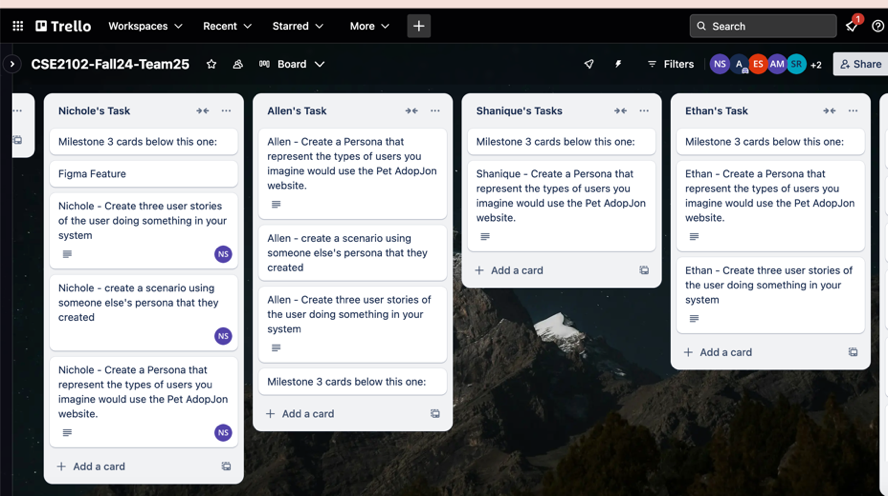 Trello
Workspaces
Recent
Starred
More
+
Search
1
CSE2102-Fall24-Team25
Board
Filters
NS
A
ES
AM
SR
+2
Share
Nichole's Task
Milestone 3 cards below this one:
Figma Feature
Nichole - Create three user stories
of the user doing something in your
system
NS
Nichole - create a scenario using
someone else's persona that they
created
NS
Nichole - Create a Persona that
represent the types of users you
imagine would use the Pet AdopJon
website.
NS
+ Add a card
Allen's Task
Allen - Create a Persona that
represent the types of users you
imagine would use the Pet AdopJon
website.
Allen - create a scenario using
someone else's persona that they
created
Allen - Create three user stories of
the user doing something in your
system
Milestone 3 cards below this one:
+ Add a card
Shanique's Tasks
Milestone 3 cards below this one:
Shanique - Create a Persona that
represent the types of users you
imagine would use the Pet AdopJon
website.
+ Add a card
Ethan's Task
Milestone 3 cards below this one:
Ethan - Create a Persona that
represent the types of users you
imagine would use the Pet AdopJon
website.
Ethan - Create three user stories of
the user doing something in your
system
+ Add a card